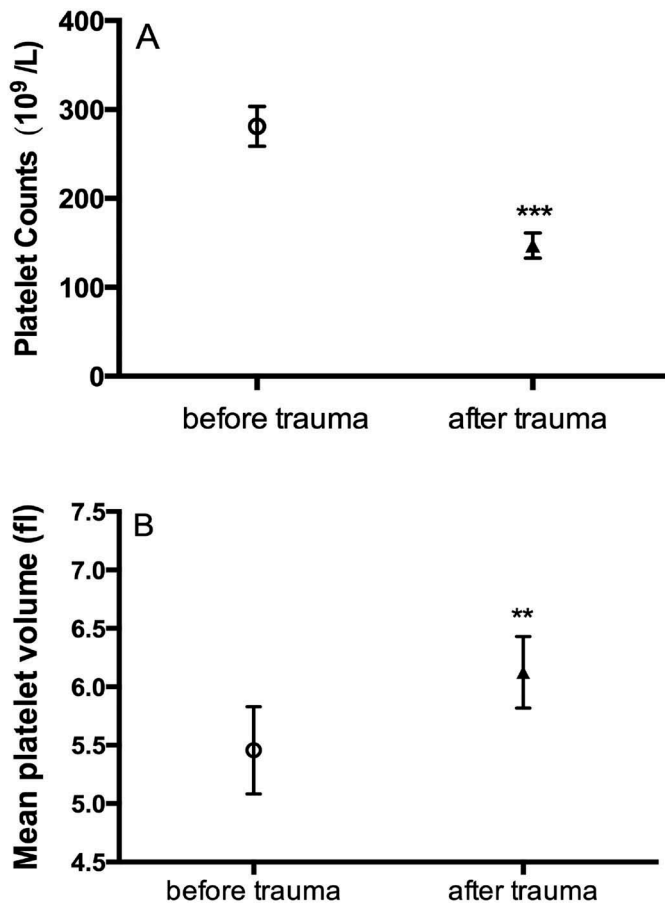 A
Platelet Counts (10⁹/L)
400
300
200
100
0
***
before trauma
after trauma
B
Mean platelet volume (fl)
7.5
7.0
6.5
6.0
5.5
5.0
4.5
**
before trauma
after trauma